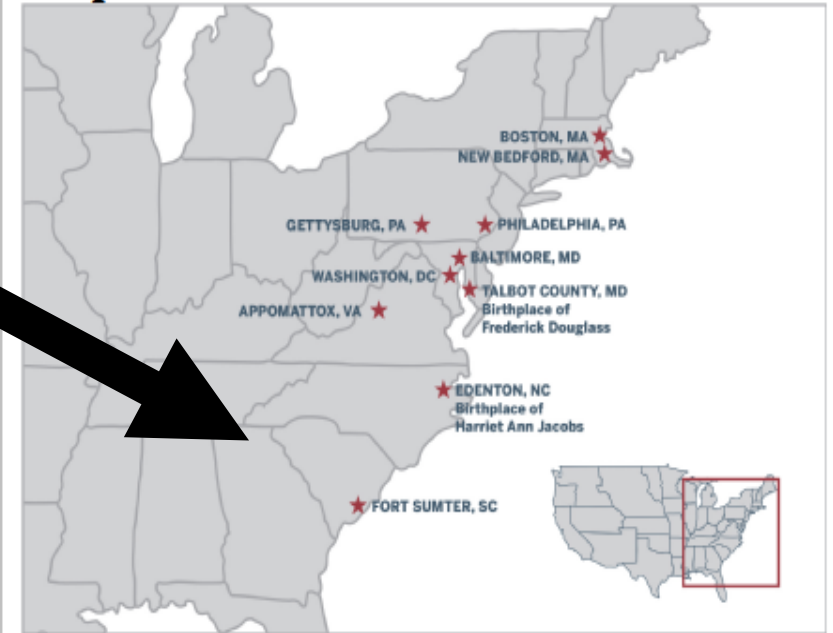 BOSTON, MA
NEW BEDFORD, MA
GETTYSBURG, PA
PHILADELPHIA, PA
BALTIMORE, MD
WASHINGTON, DC
TALBOT COUNTY, MD
Birthplace of
Frederick Douglass
APPOMATTOX, VA
EDENTON, NC
Birthplace of
Harriet Ann Jacobs
FORT SUMTER, SC